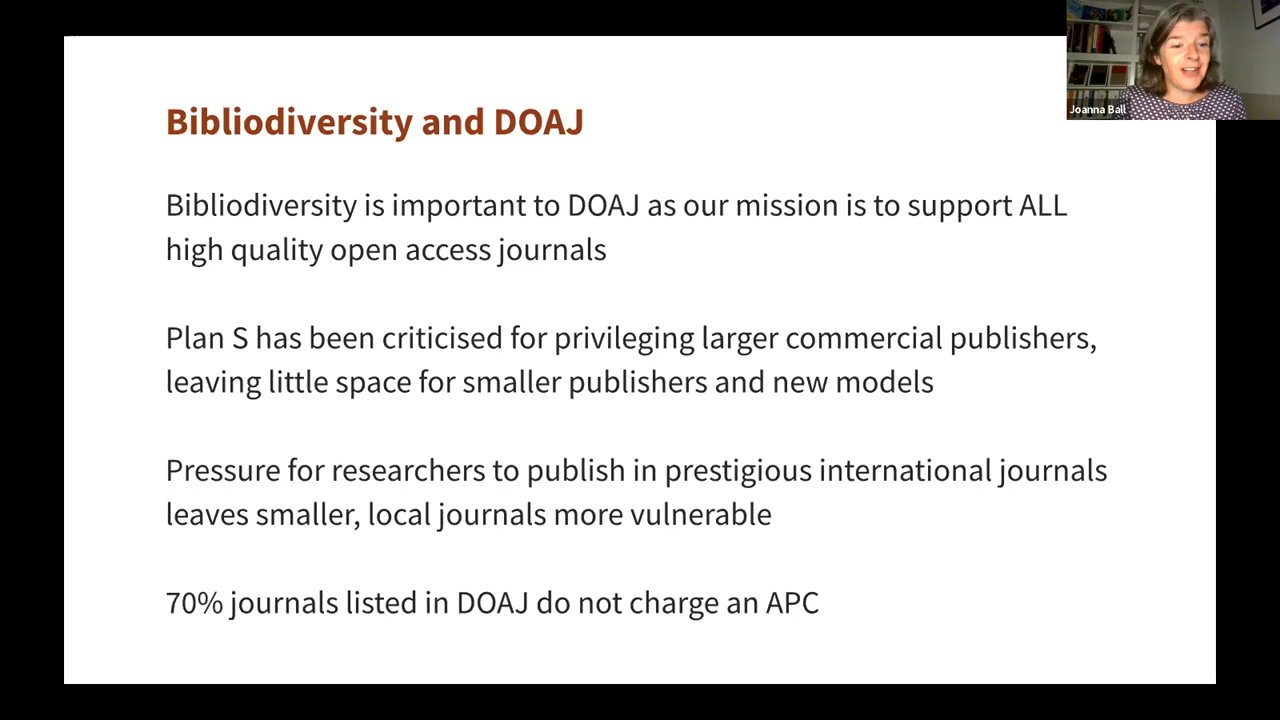 Joanna Ball
Bibliodiversity and DOAJ
Bibliodiversity is important to DOAJ as our mission is to support ALL
high quality open access journals
Plan S has been criticised for privileging larger commercial publishers,
leaving little space for smaller publishers and new models
Pressure for researchers to publish in prestigious international journals
leaves smaller, local journals more vulnerable
70% journals listed in DOAJ do not charge an APC